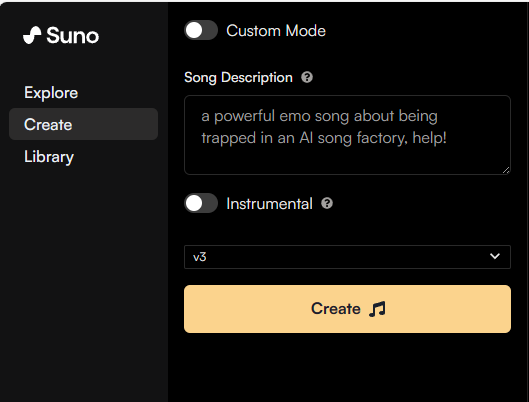 Suno
Explore
Create
Library
Custom Mode
Song Description ?
a powerful emo song about being
trapped in an AI song factory, help!
Instrumental ?
v3
Create